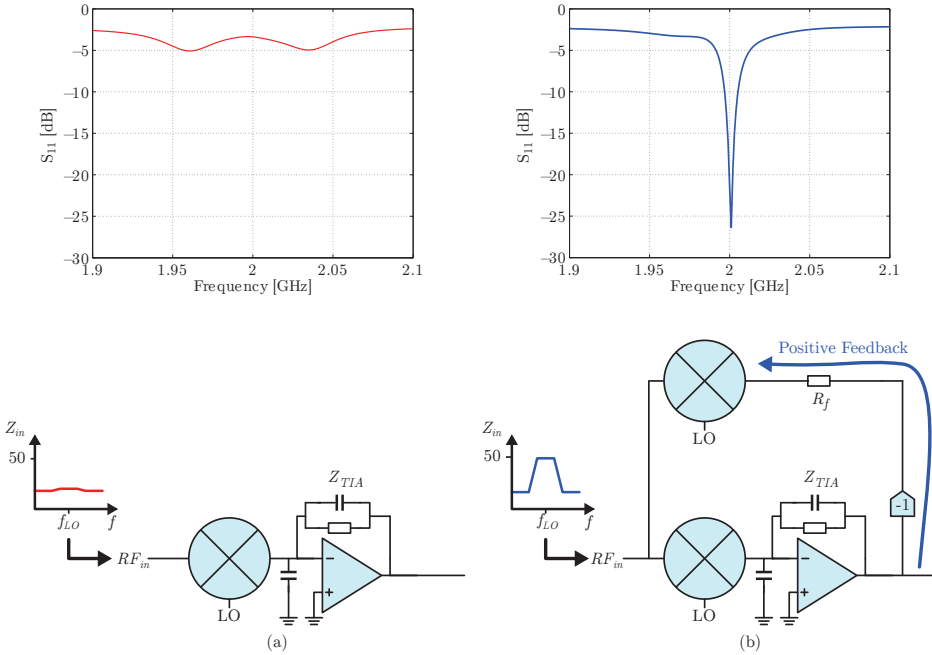 0
−5
−10
−15
−20
−25
−30
S11 [dB]
1.9
1.95
2
2.05
2.1
Frequency [GHz]
0
−5
−10
−15
−20
−25
−30
S11 [dB]
1.9
1.95
2
2.05
2.1
Frequency [GHz]
Zin
50
fLO
f
RFin
LO
ZTIA
−
+
(a)
Positive Feedback
LO
Rf
-1
Zin
50
fLO
f
RFin
LO
ZTIA
−
+
(b)